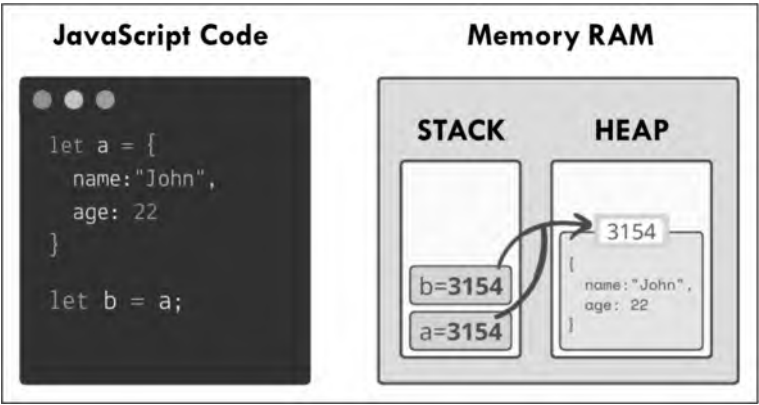 JavaScript Code
let a = {
name:"John",
age: 22
}
let b = a;
Memory RAM
STACK
HEAP
b=3154
a=3154
3154
{
name:"John",
age: 22
}